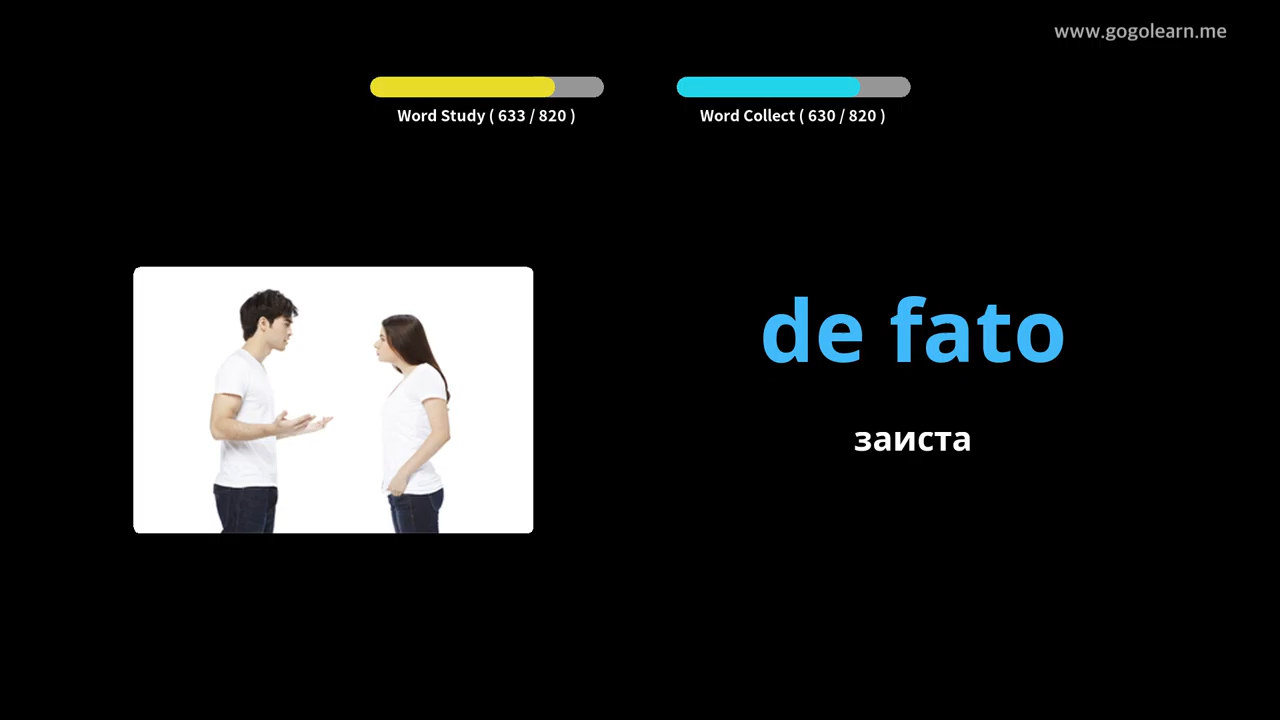 www.gogolearn.me
Word Study ( 633 / 820 )
Word Collect ( 630 / 820 )
de fato
заиста